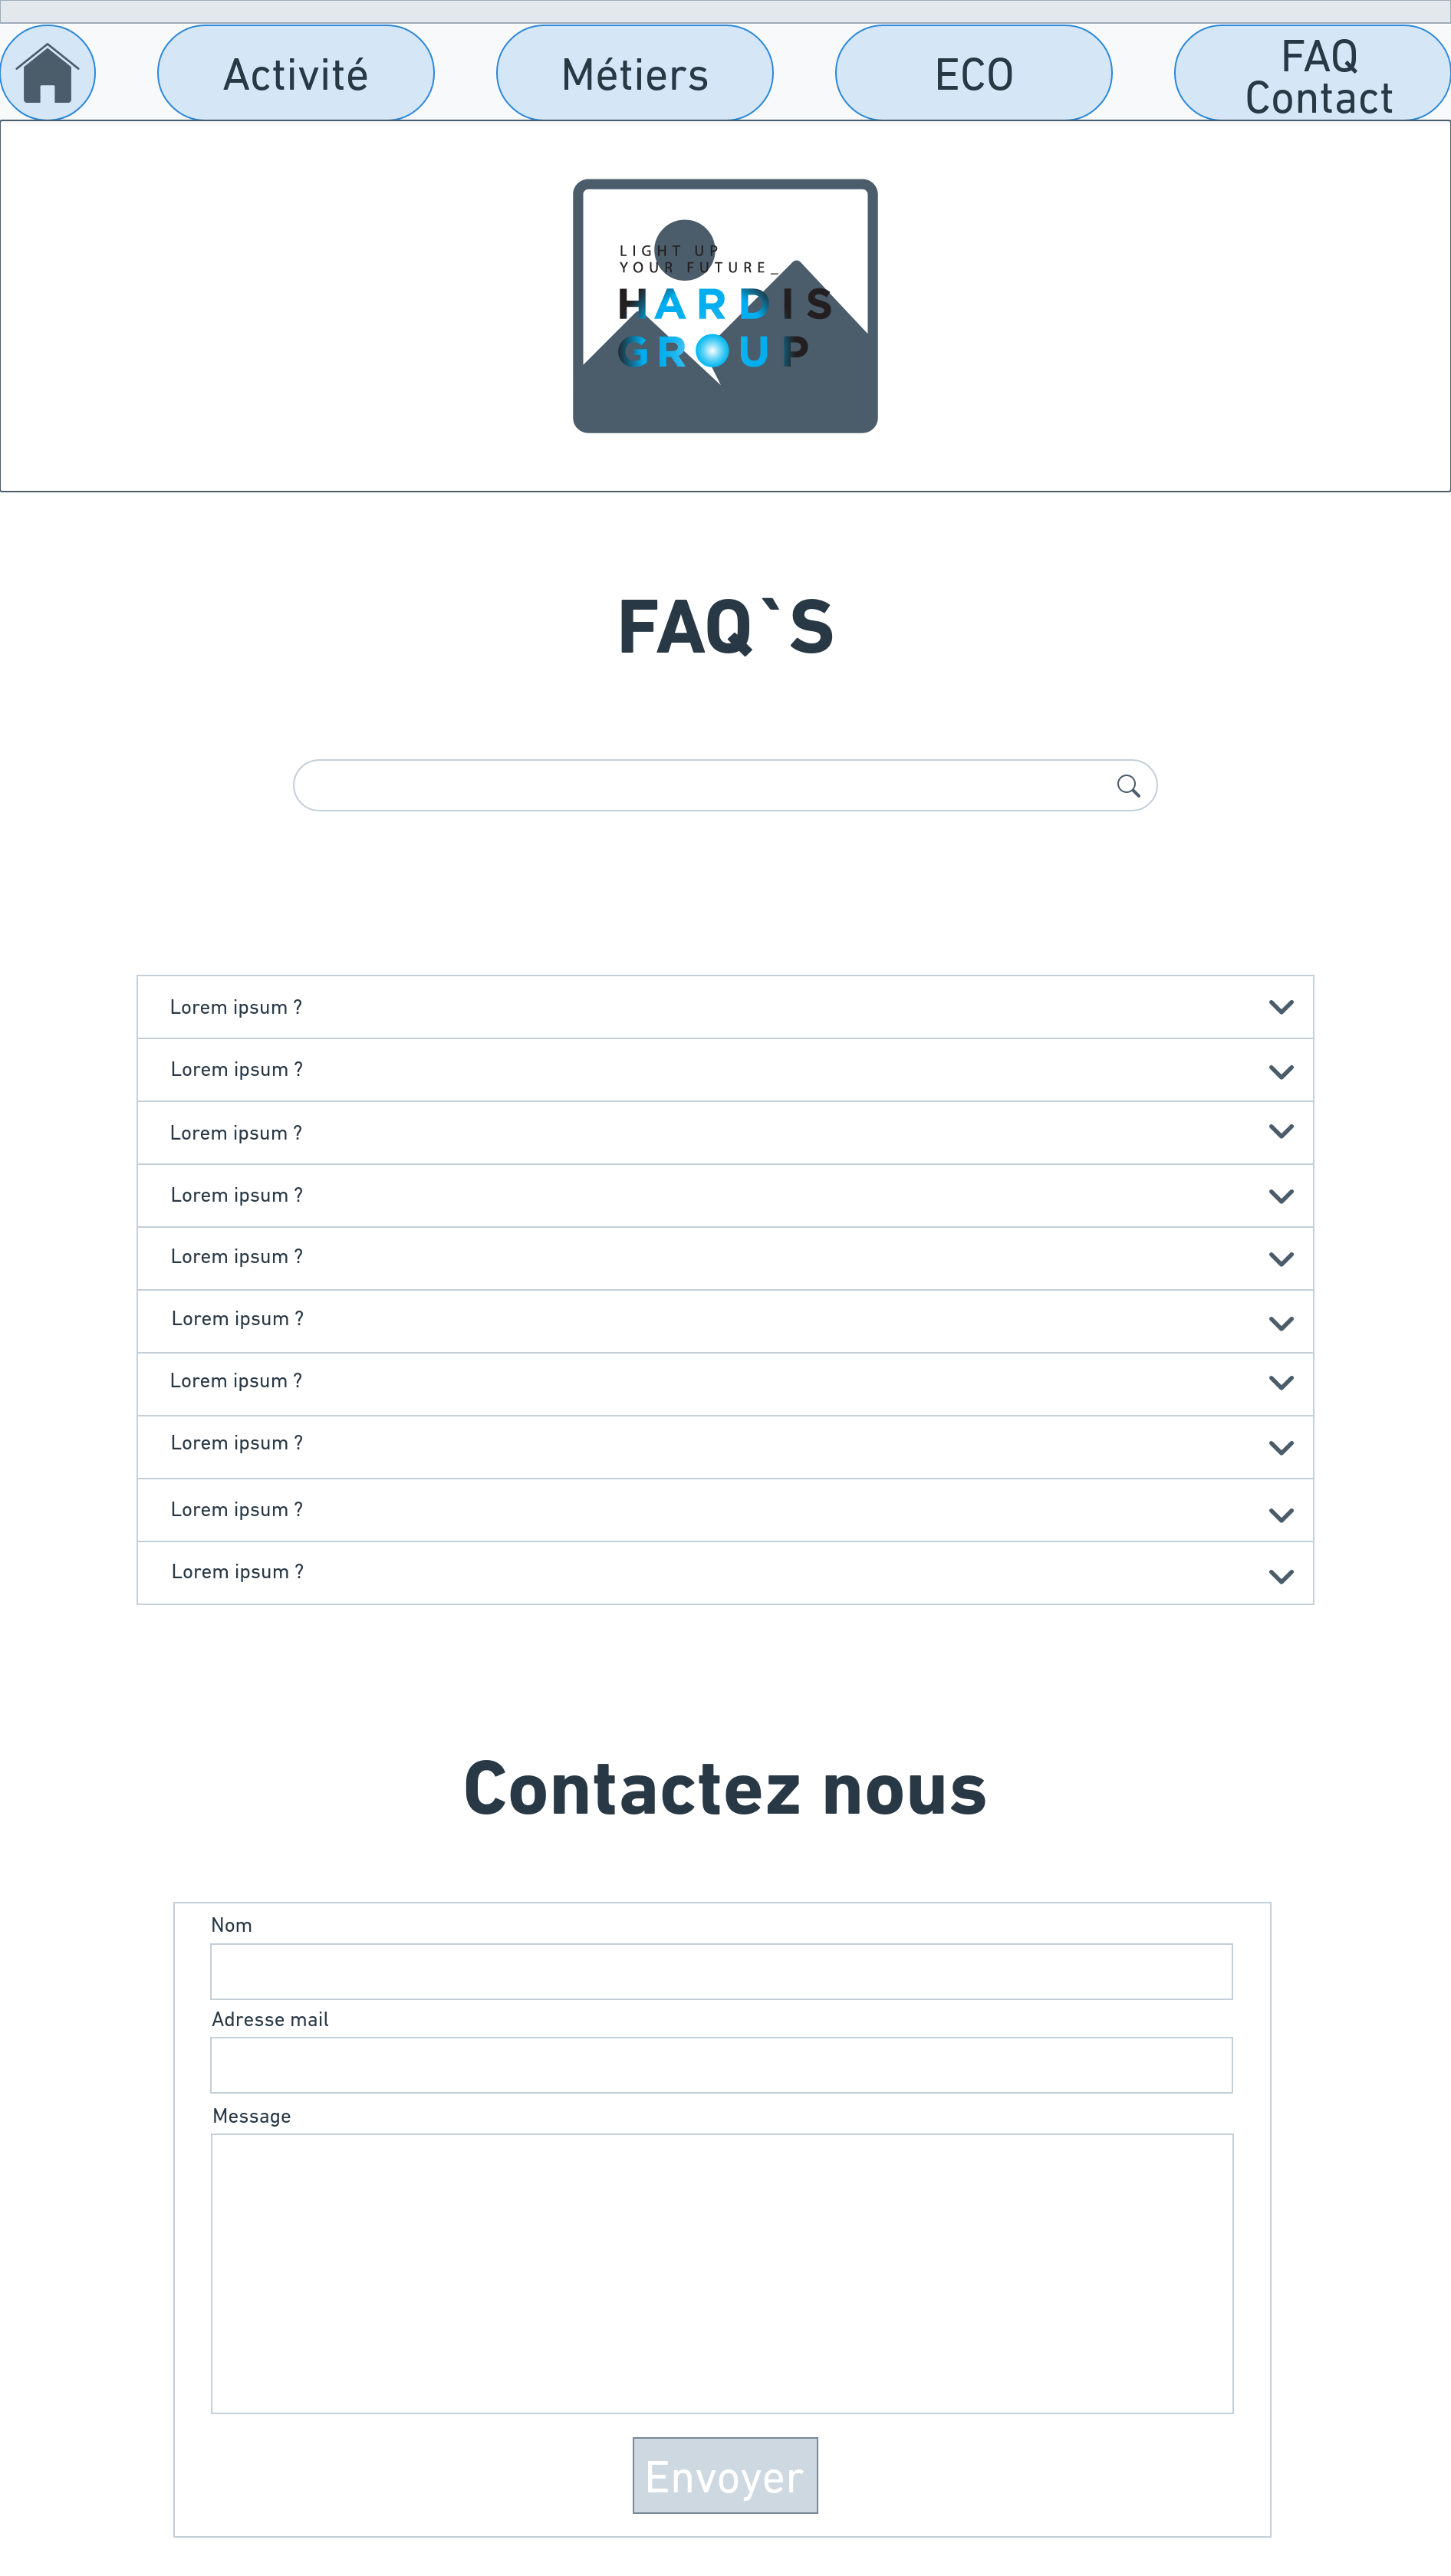 Activité
Métiers
ECO
FAQ
Contact
LIGHT UP
YOUR FUTURE_
HARDIS
GROUP
FAQ`S
Lorem ipsum ?
Lorem ipsum ?
Lorem ipsum ?
Lorem ipsum ?
Lorem ipsum ?
Lorem ipsum ?
Lorem ipsum ?
Lorem ipsum ?
Lorem ipsum ?
Lorem ipsum ?
Contactez nous
Nom
Adresse mail
Message
Envoyer